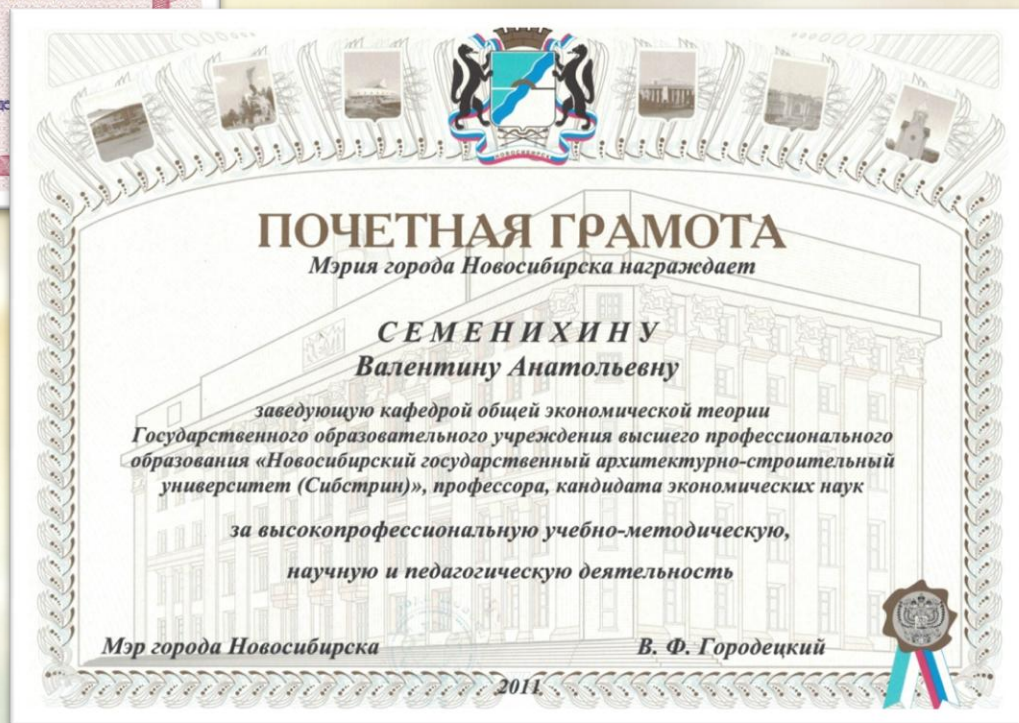 НОВОСИБИРСК
ПОЧЕТНАЯ ГРАМОТА
Мэрия города Новосибирска награждает
СЕМЕНИХИНУ
Валентину Анатольевну
заведующую кафедрой общей экономической теории
Государственного образовательного учреждения высшего профессионального
образования «Новосибирский государственный архитектурно-строительный
университет (Сибстрин)», профессора, кандидата экономических наук
за высокопрофессиональную учебно-методическую,
научную и педагогическую деятельность
Мэр города Новосибирска
В. Ф. Городецкий
2011